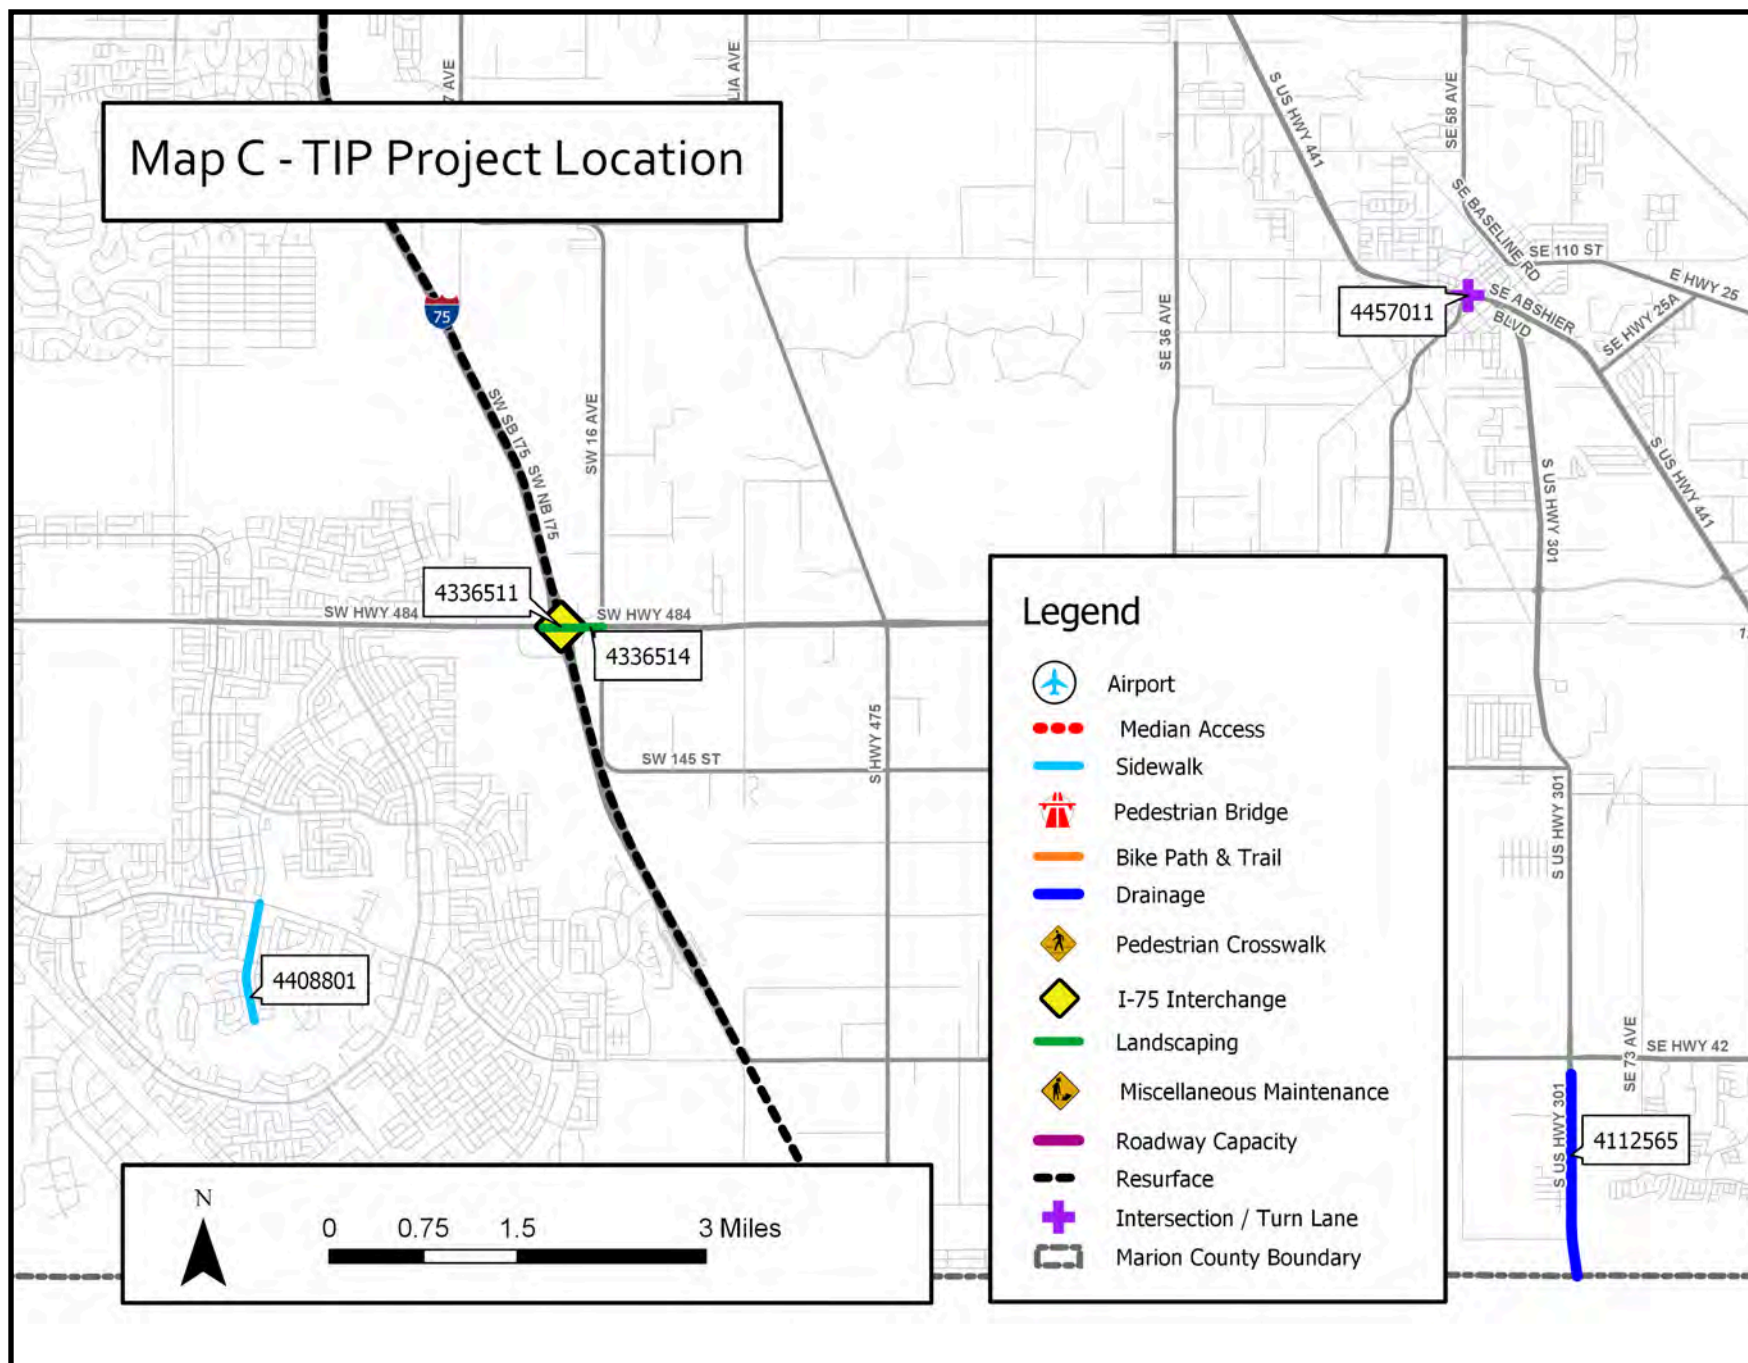 7 AVE
LIA AVE
Map C - TIP Project Location
S US HWY 441
SE 58 AVE
SE BASELINE RD
SE 110 ST
E HWY 25
SE HWY 25A
SE ABSHIER
BLVD
4457011
SE 36 AVE
75
SW SB I75
SW NB I75
SW 16 AVE
S US HWY 301
S US HWY 441
4336511
SW HWY 484
SW HWY 484
4336514
SW 145 ST
S HWY 475
S US HWY 301
4408801
SE 73 AVE
SE HWY 42
S US HWY 301
4112565
Legend
Airport
Median Access
Sidewalk
Pedestrian Bridge
Bike Path & Trail
Drainage
Pedestrian Crosswalk
I-75 Interchange
Landscaping
Miscellaneous Maintenance
Roadway Capacity
Resurface
Intersection / Turn Lane
Marion County Boundary
N
0 0.75 1.5 3 Miles